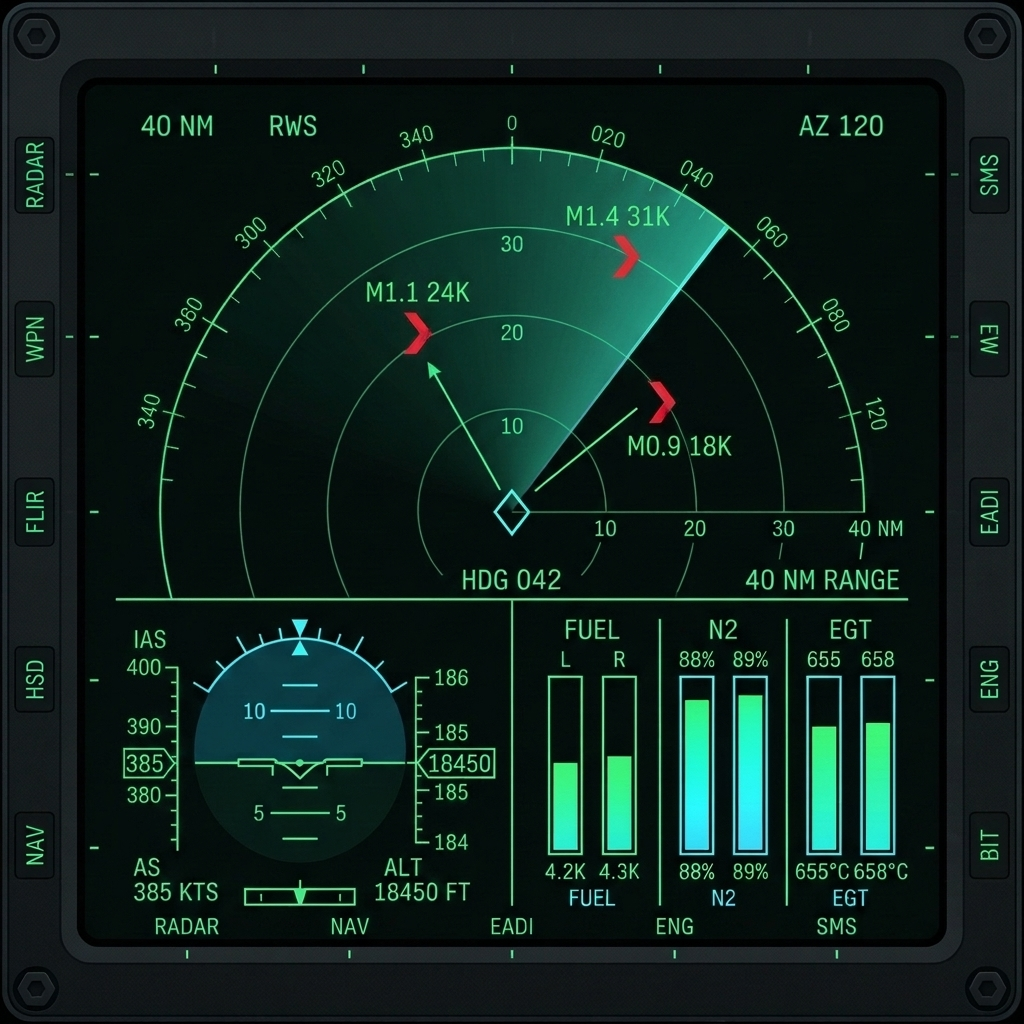 40 NM RWS AZ 120
340 0 020
320 040
300 060
360 080
340 120
M1.4 31K
30
M1.1 24K
20
10
M0.9 18K
10 20 30 40 NM
HDG 042 40 NM RANGE
RADAR
WPN
FLIR
HSD
NAV
SMS
EW
EADI
ENG
BIT
IAS
400
390
385
380
10 10
5 5
186
185
18450
185
184
AS
385 KTS
ALT
18450 FT
FUEL
L R
4.2K 4.3K
FUEL
N2
88% 89%
88% 89%
N2
EGT
655 658
655°C 658°C
EGT
RADAR NAV EADI ENG SMS